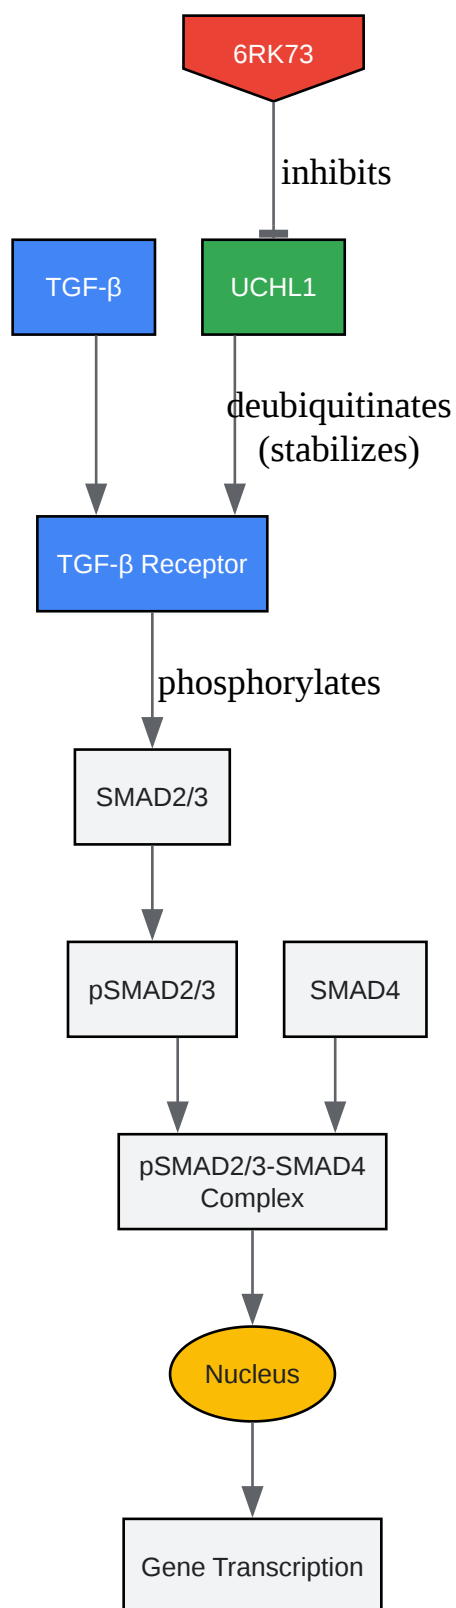 6RK73
inhibits
TGF-β
UCHL1
deubiquitinates
(stabilizes)
TGF-β Receptor
phosphorylates
SMAD2/3
pSMAD2/3
SMAD4
pSMAD2/3-SMAD4
Complex
Nucleus
Gene Transcription